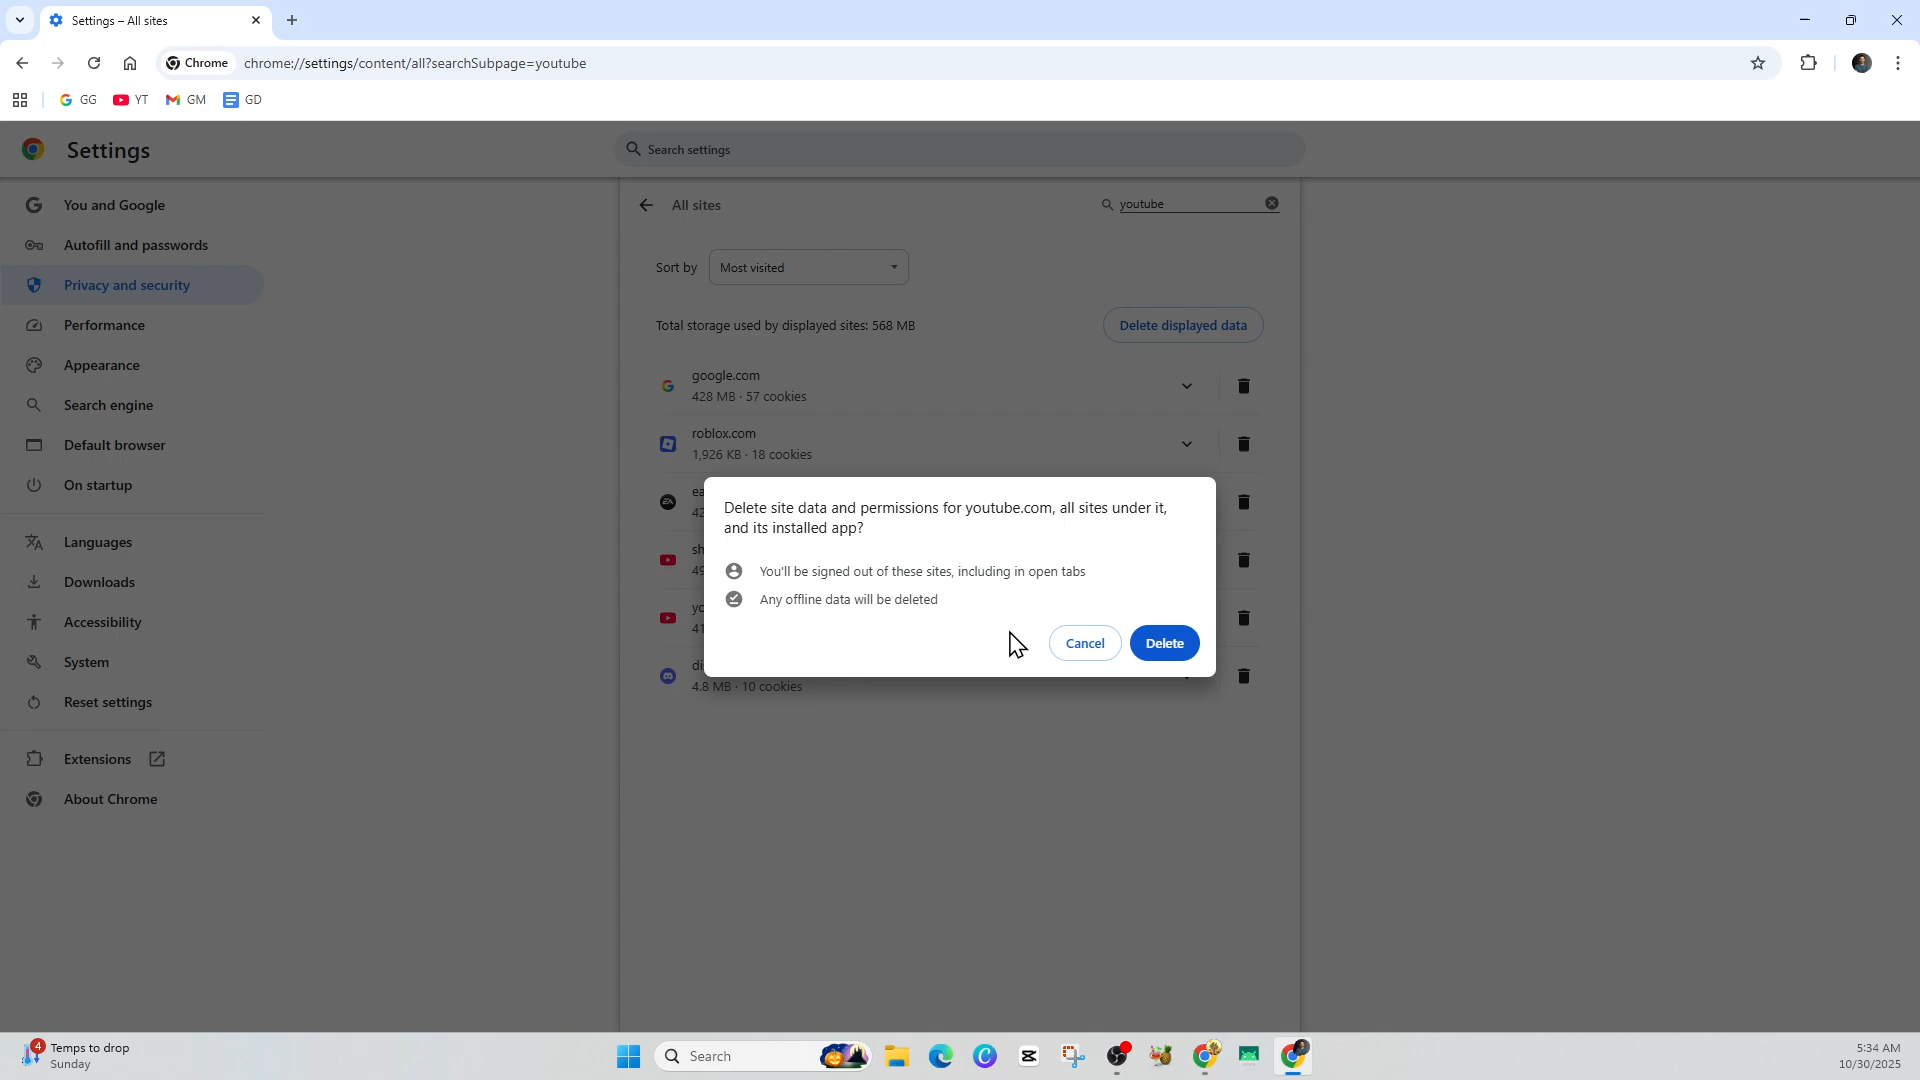 Settings – All sites
Chrome
chrome://settings/content/all?searchSubpage=youtube
GG
YT
GM
GD
Settings
Search settings
You and Google
Autofill and passwords
Privacy and security
Performance
Appearance
Search engine
Default browser
On startup
Languages
Downloads
Accessibility
System
Reset settings
Extensions
About Chrome
All sites
youtube
Sort by
Most visited
Total storage used by displayed sites: 568 MB
Delete displayed data
google.com
428 MB · 57 cookies
roblox.com
1,926 KB · 18 cookies
Delete site data and permissions for youtube.com, all sites under it,
and its installed app?
You'll be signed out of these sites, including in open tabs
Any offline data will be deleted
Cancel
Delete
4.8 MB · 10 cookies
4
Temps to drop
Sunday
Search
5:34 AM
10/30/2025